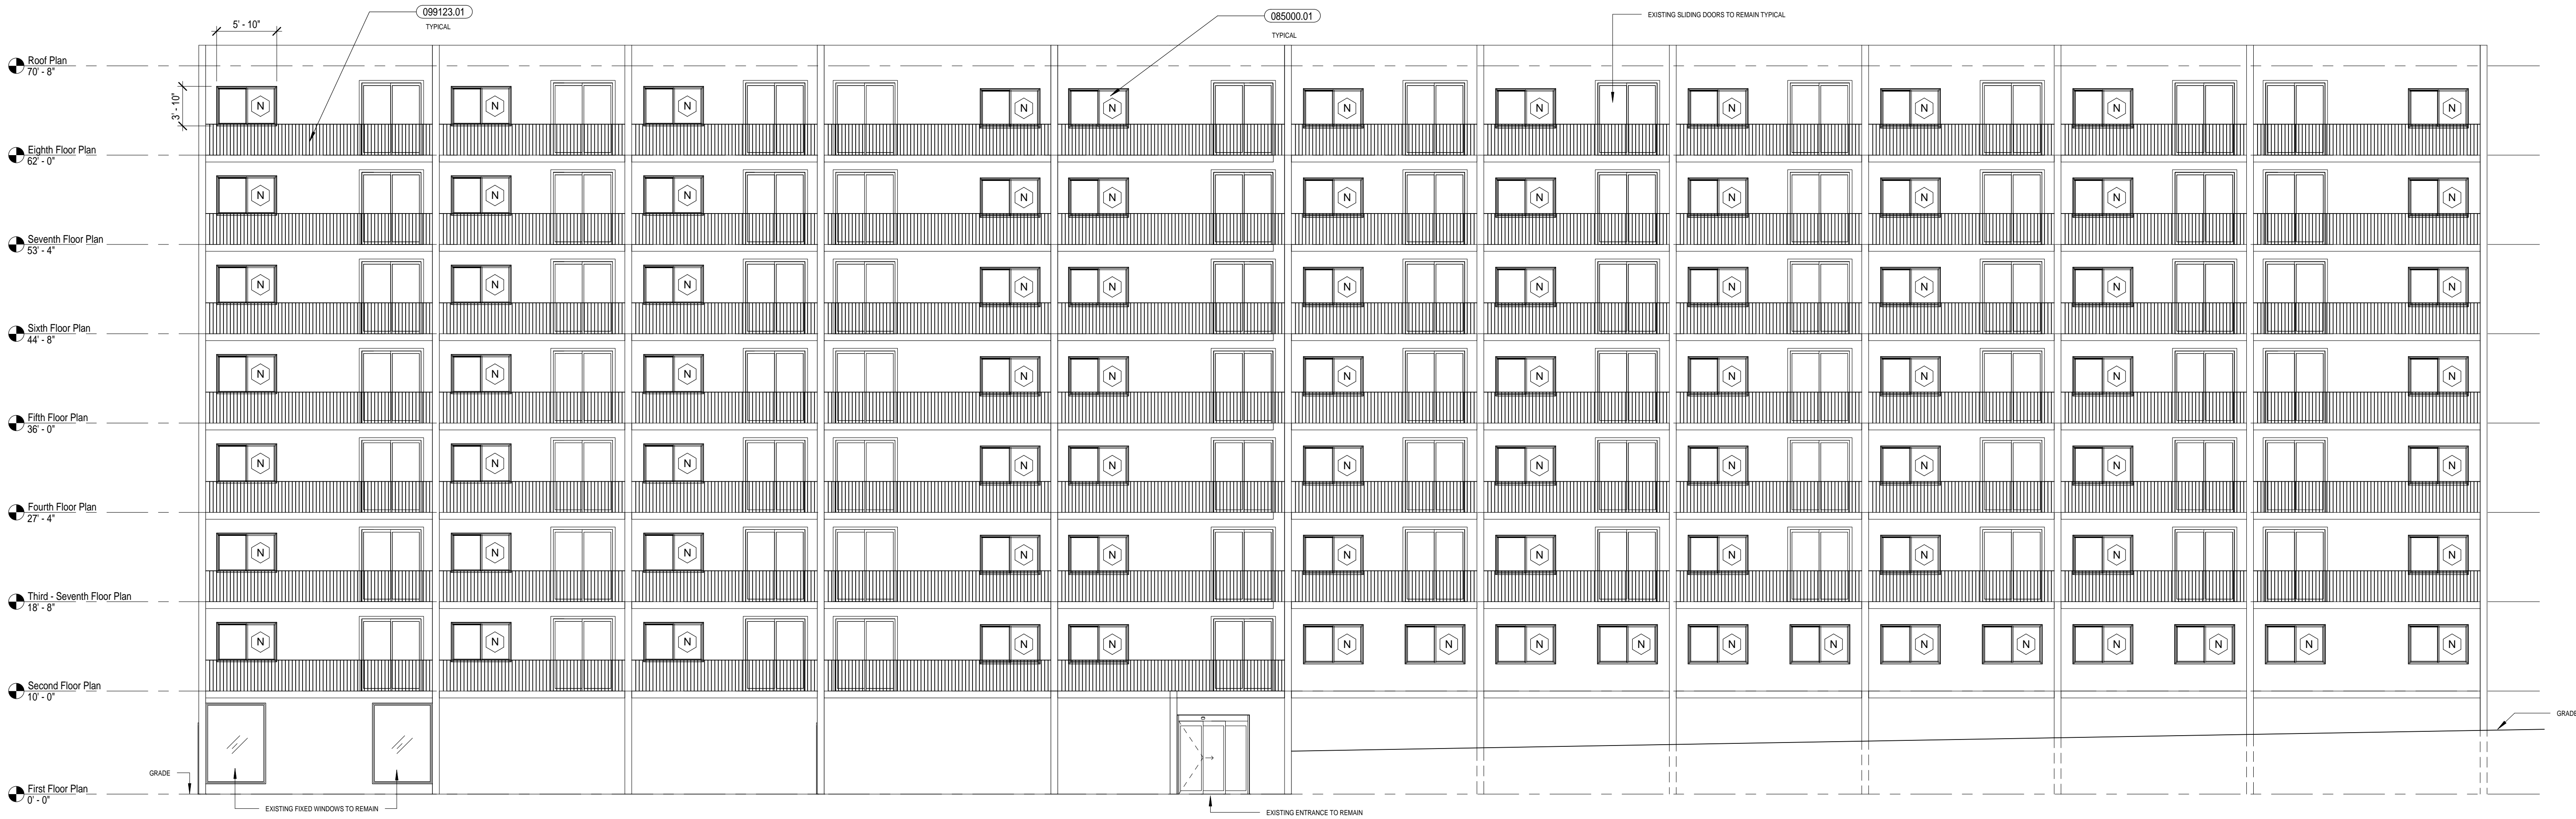 099123.01
TYPICAL
085000.01
TYPICAL
EXISTING SLIDING DOORS TO REMAIN TYPICAL
5' - 10"
3' - 10"
Roof Plan
70' - 8"
N N N N N N N N N N N
Eighth Floor Plan
62' - 0"
N N N N N N N N N N N
Seventh Floor Plan
53' - 4"
N N N N N N N N N N N
Sixth Floor Plan
44' - 8"
N N N N N N N N N N N
Fifth Floor Plan
36' - 0"
N N N N N N N N N N N
Fourth Floor Plan
27' - 4"
N N N N N N N N N N N
Third - Seventh Floor Plan
18' - 8"
N N N N N N N N N N N N N N N N N
Second Floor Plan
10' - 0"
GRADE
GRADE
First Floor Plan
0' - 0"
EXISTING FIXED WINDOWS TO REMAIN
EXISTING ENTRANCE TO REMAIN